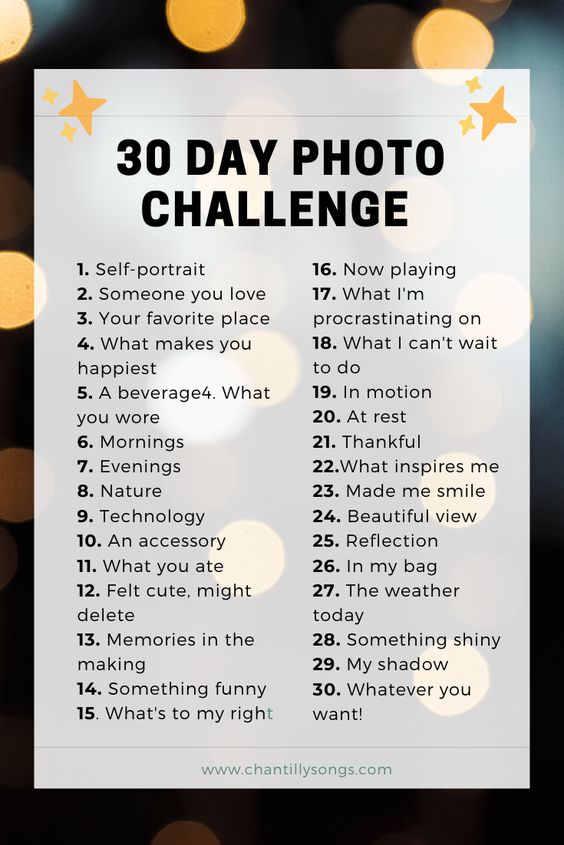 30 DAY PHOTO
CHALLENGE
1. Self-portrait
2. Someone you love
3. Your favorite place
4. What makes you
happiest
5. A beverage4. What
you wore
6. Mornings
7. Evenings
8. Nature
9. Technology
10. An accessory
11. What you ate
12. Felt cute, might
delete
13. Memories in the
making
14. Something funny
15. What's to my right
16. Now playing
17. What I'm
procrastinating on
18. What I can't wait
to do
19. In motion
20. At rest
21. Thankful
22.What inspires me
23. Made me smile
24. Beautiful view
25. Reflection
26. In my bag
27. The weather
today
28. Something shiny
29. My shadow
30. Whatever you
want!
www.chantillysongs.com